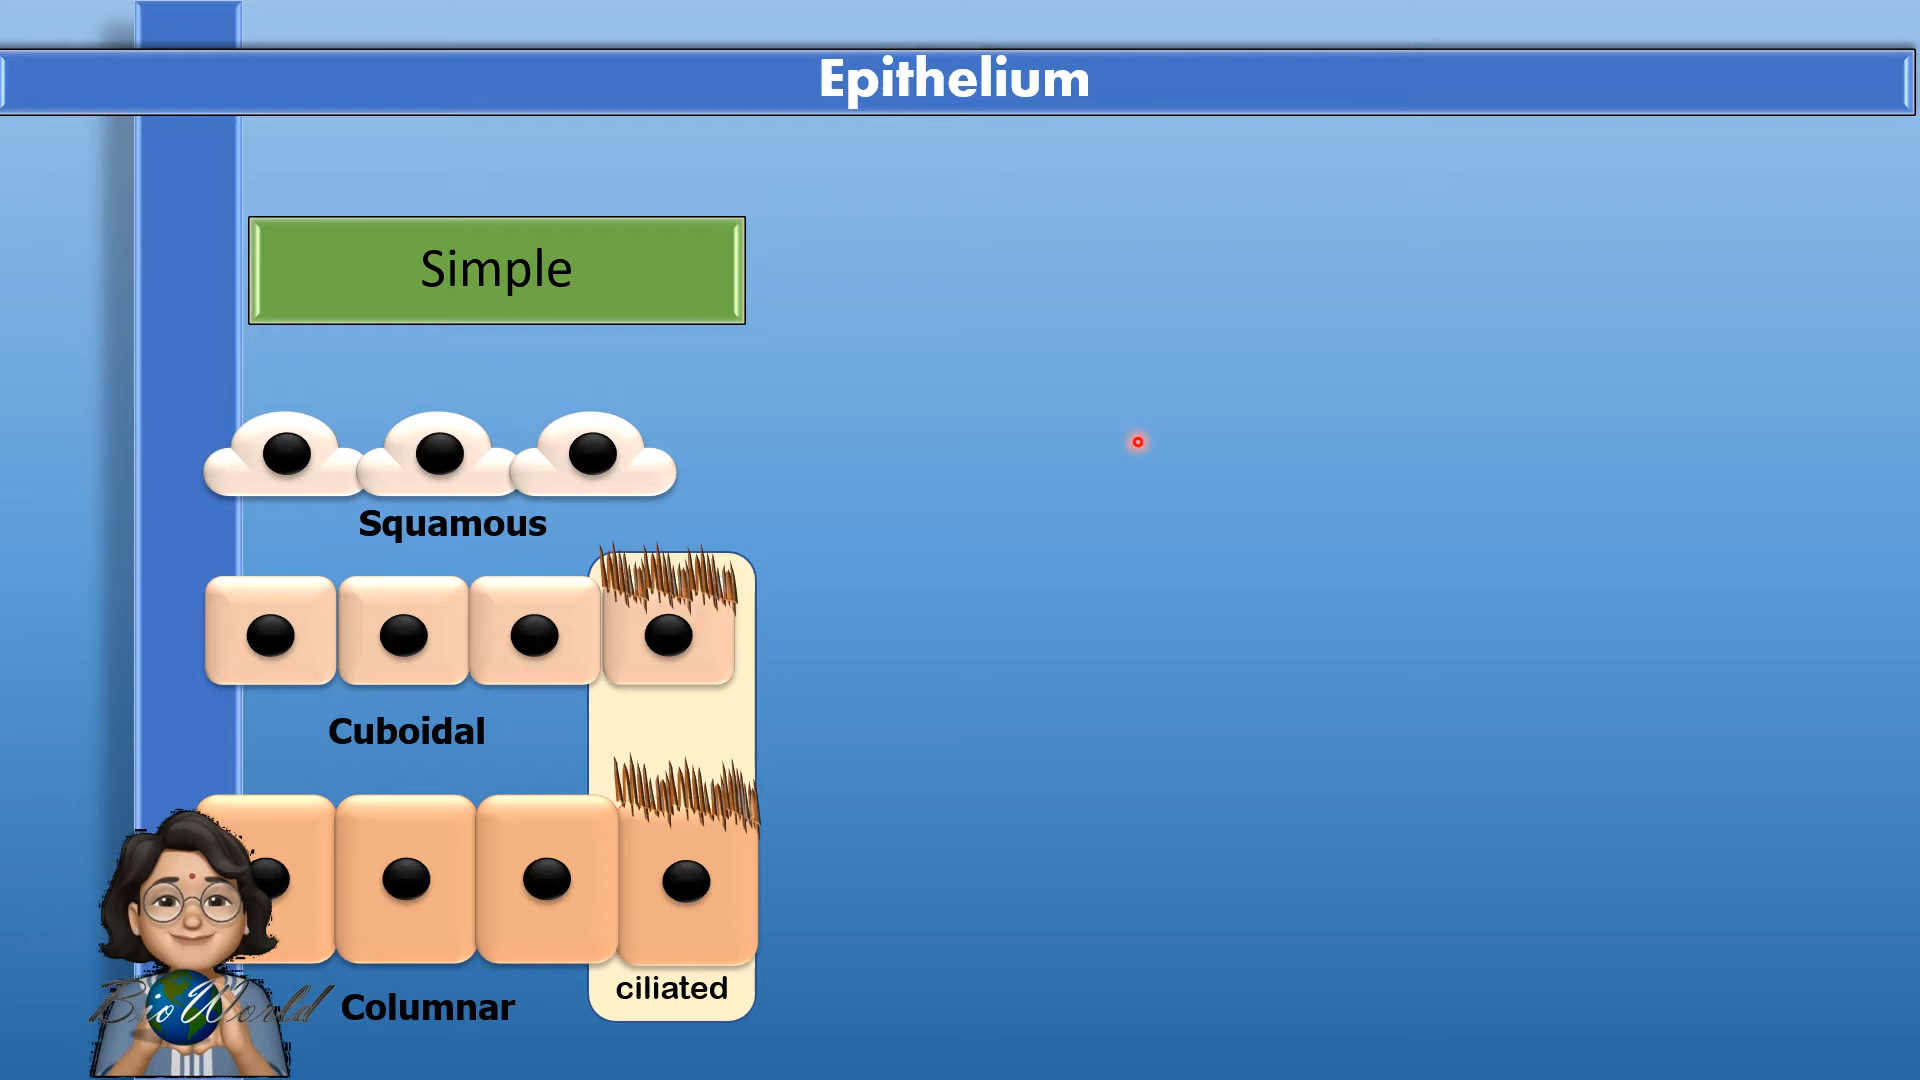 Epithelium
Simple
Squamous
Cuboidal
ciliated
Columnar
BioWorld